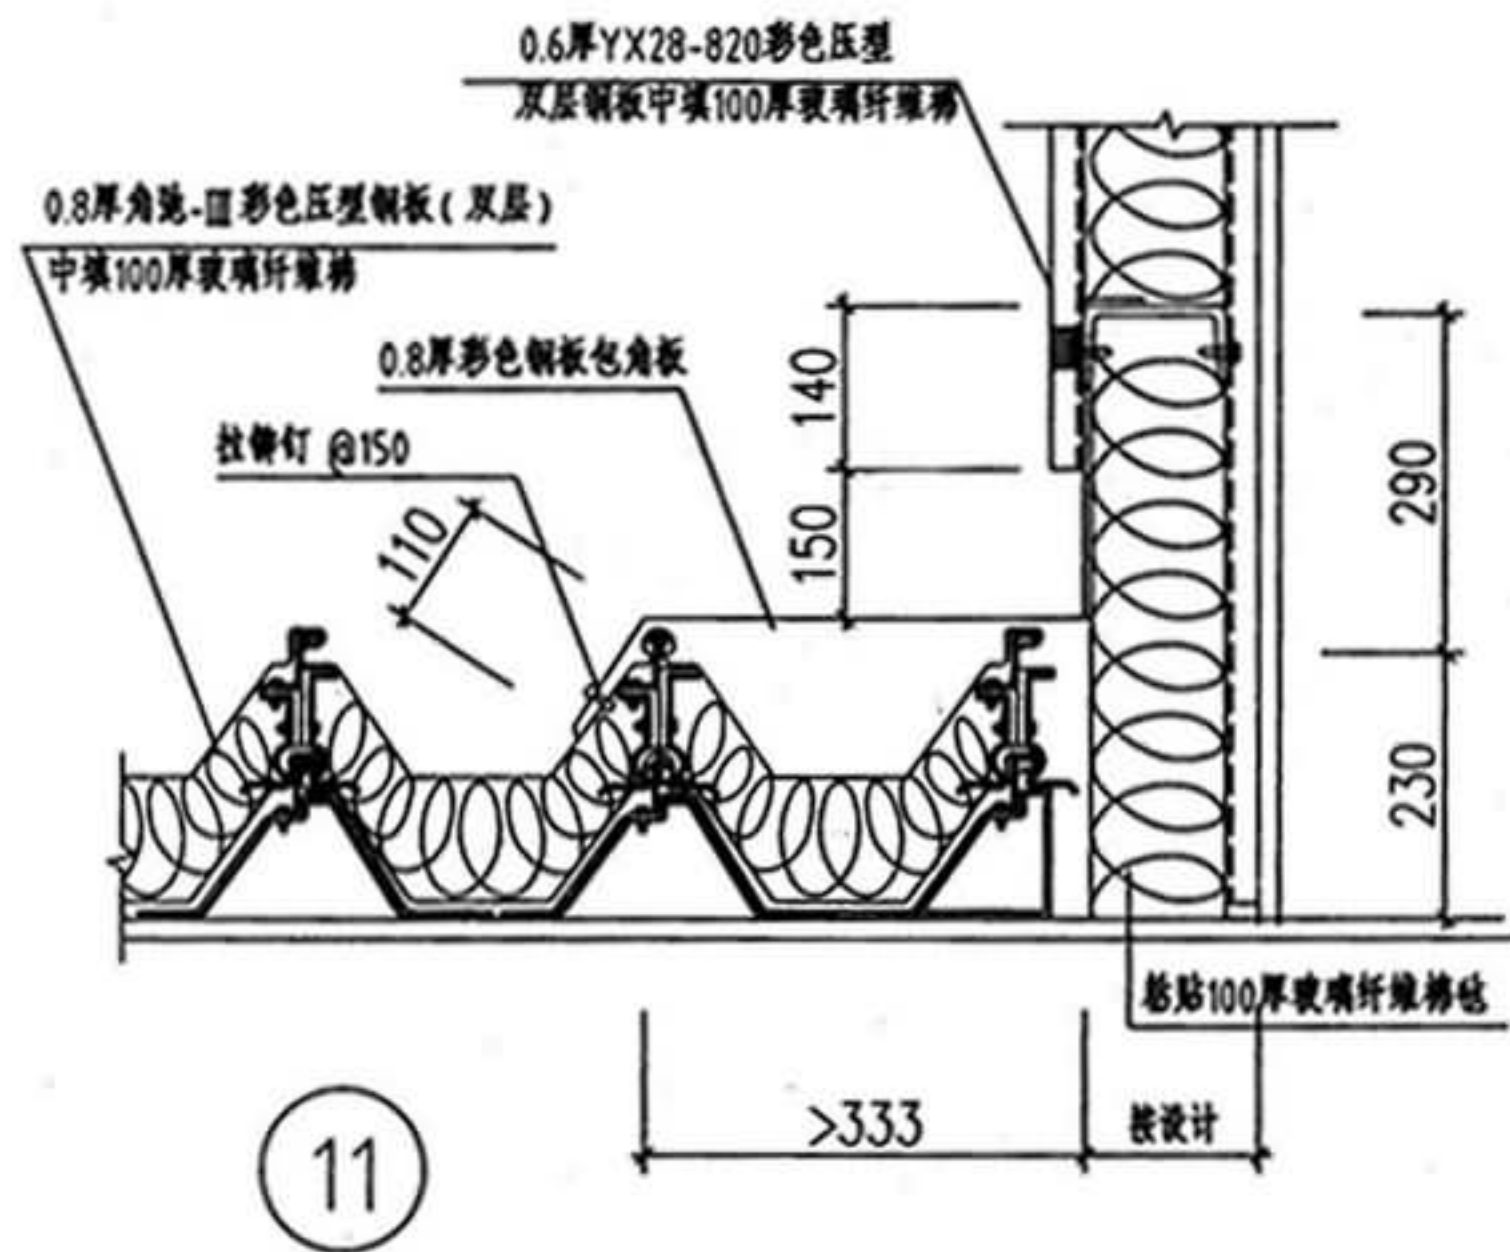 0.6厚YX28-820彩色压型
双层钢板中填100厚玻璃纤维棉
0.8厚角驰-Ⅲ彩色压型钢板(双层)
中填100厚玻璃纤维棉
0.8厚彩色钢板包角板
拉铆钉 @150
110
140
150
290
230
粘贴100厚玻璃纤维棉毡
>333
按设计
11